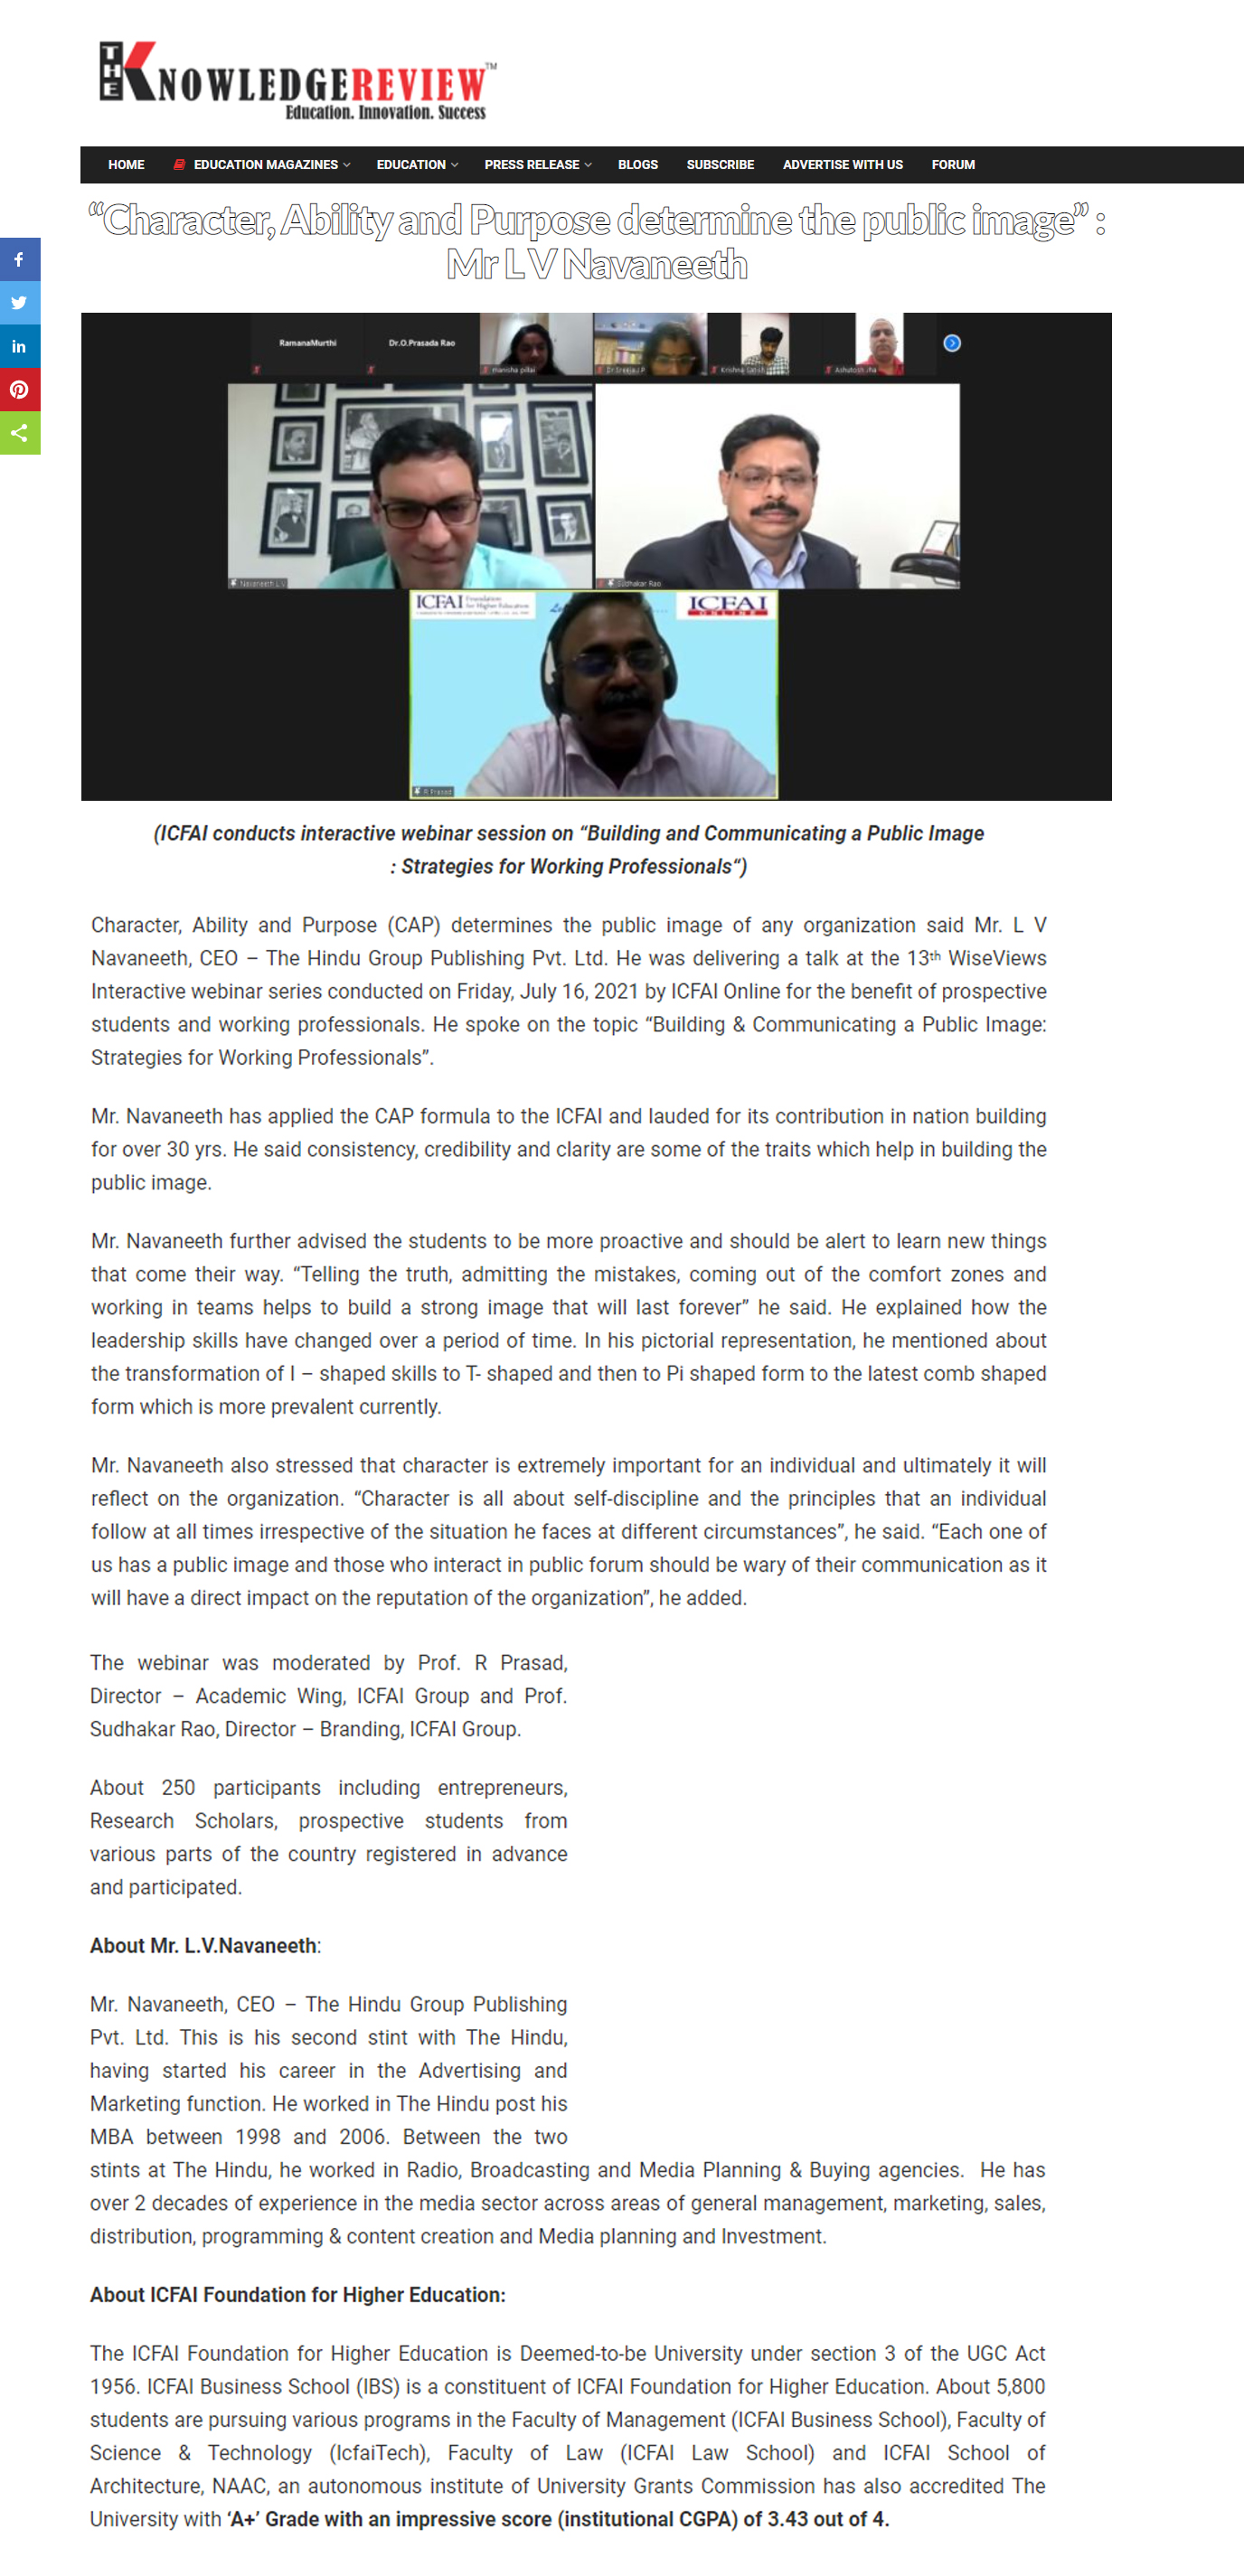 THE KNOWLEDGEREVIEW™
Education. Innovation. Success
HOME EDUCATION MAGAZINES EDUCATION PRESS RELEASE BLOGS SUBSCRIBE ADVERTISE WITH US FORUM
“Character, Ability and Purpose determine the public image” :
Mr L V Navaneeth
RamanaMurthi Dr.O.Prasada Rao manisha pillai Dr.Sreeja.I.P Krishna Satish Ashutosh Jha
Navaneeth L V Sudhakar Rao
ICFAI Foundation for Higher Education ICFAI ONLINE
R Prasad
(ICFAI conducts interactive webinar session on “Building and Communicating a Public Image
: Strategies for Working Professionals“)
Character, Ability and Purpose (CAP) determines the public image of any organization said Mr. L V
Navaneeth, CEO – The Hindu Group Publishing Pvt. Ltd. He was delivering a talk at the 13th WiseViews
Interactive webinar series conducted on Friday, July 16, 2021 by ICFAI Online for the benefit of prospective
students and working professionals. He spoke on the topic “Building & Communicating a Public Image:
Strategies for Working Professionals”.
Mr. Navaneeth has applied the CAP formula to the ICFAI and lauded for its contribution in nation building
for over 30 yrs. He said consistency, credibility and clarity are some of the traits which help in building the
public image.
Mr. Navaneeth further advised the students to be more proactive and should be alert to learn new things
that come their way. “Telling the truth, admitting the mistakes, coming out of the comfort zones and
working in teams helps to build a strong image that will last forever” he said. He explained how the
leadership skills have changed over a period of time. In his pictorial representation, he mentioned about
the transformation of I – shaped skills to T- shaped and then to Pi shaped form to the latest comb shaped
form which is more prevalent currently.
Mr. Navaneeth also stressed that character is extremely important for an individual and ultimately it will
reflect on the organization. “Character is all about self-discipline and the principles that an individual
follow at all times irrespective of the situation he faces at different circumstances”, he said. “Each one of
us has a public image and those who interact in public forum should be wary of their communication as it
will have a direct impact on the reputation of the organization”, he added.
The webinar was moderated by Prof. R Prasad,
Director – Academic Wing, ICFAI Group and Prof.
Sudhakar Rao, Director – Branding, ICFAI Group.
About 250 participants including entrepreneurs,
Research Scholars, prospective students from
various parts of the country registered in advance
and participated.
About Mr. L.V.Navaneeth:
Mr. Navaneeth, CEO – The Hindu Group Publishing
Pvt. Ltd. This is his second stint with The Hindu,
having started his career in the Advertising and
Marketing function. He worked in The Hindu post his
MBA between 1998 and 2006. Between the two
stints at The Hindu, he worked in Radio, Broadcasting and Media Planning & Buying agencies. He has
over 2 decades of experience in the media sector across areas of general management, marketing, sales,
distribution, programming & content creation and Media planning and Investment.
About ICFAI Foundation for Higher Education:
The ICFAI Foundation for Higher Education is Deemed-to-be University under section 3 of the UGC Act
1956. ICFAI Business School (IBS) is a constituent of ICFAI Foundation for Higher Education. About 5,800
students are pursuing various programs in the Faculty of Management (ICFAI Business School), Faculty of
Science & Technology (IcfaiTech), Faculty of Law (ICFAI Law School) and ICFAI School of
Architecture, NAAC, an autonomous institute of University Grants Commission has also accredited The
University with ‘A+’ Grade with an impressive score (institutional CGPA) of 3.43 out of 4.